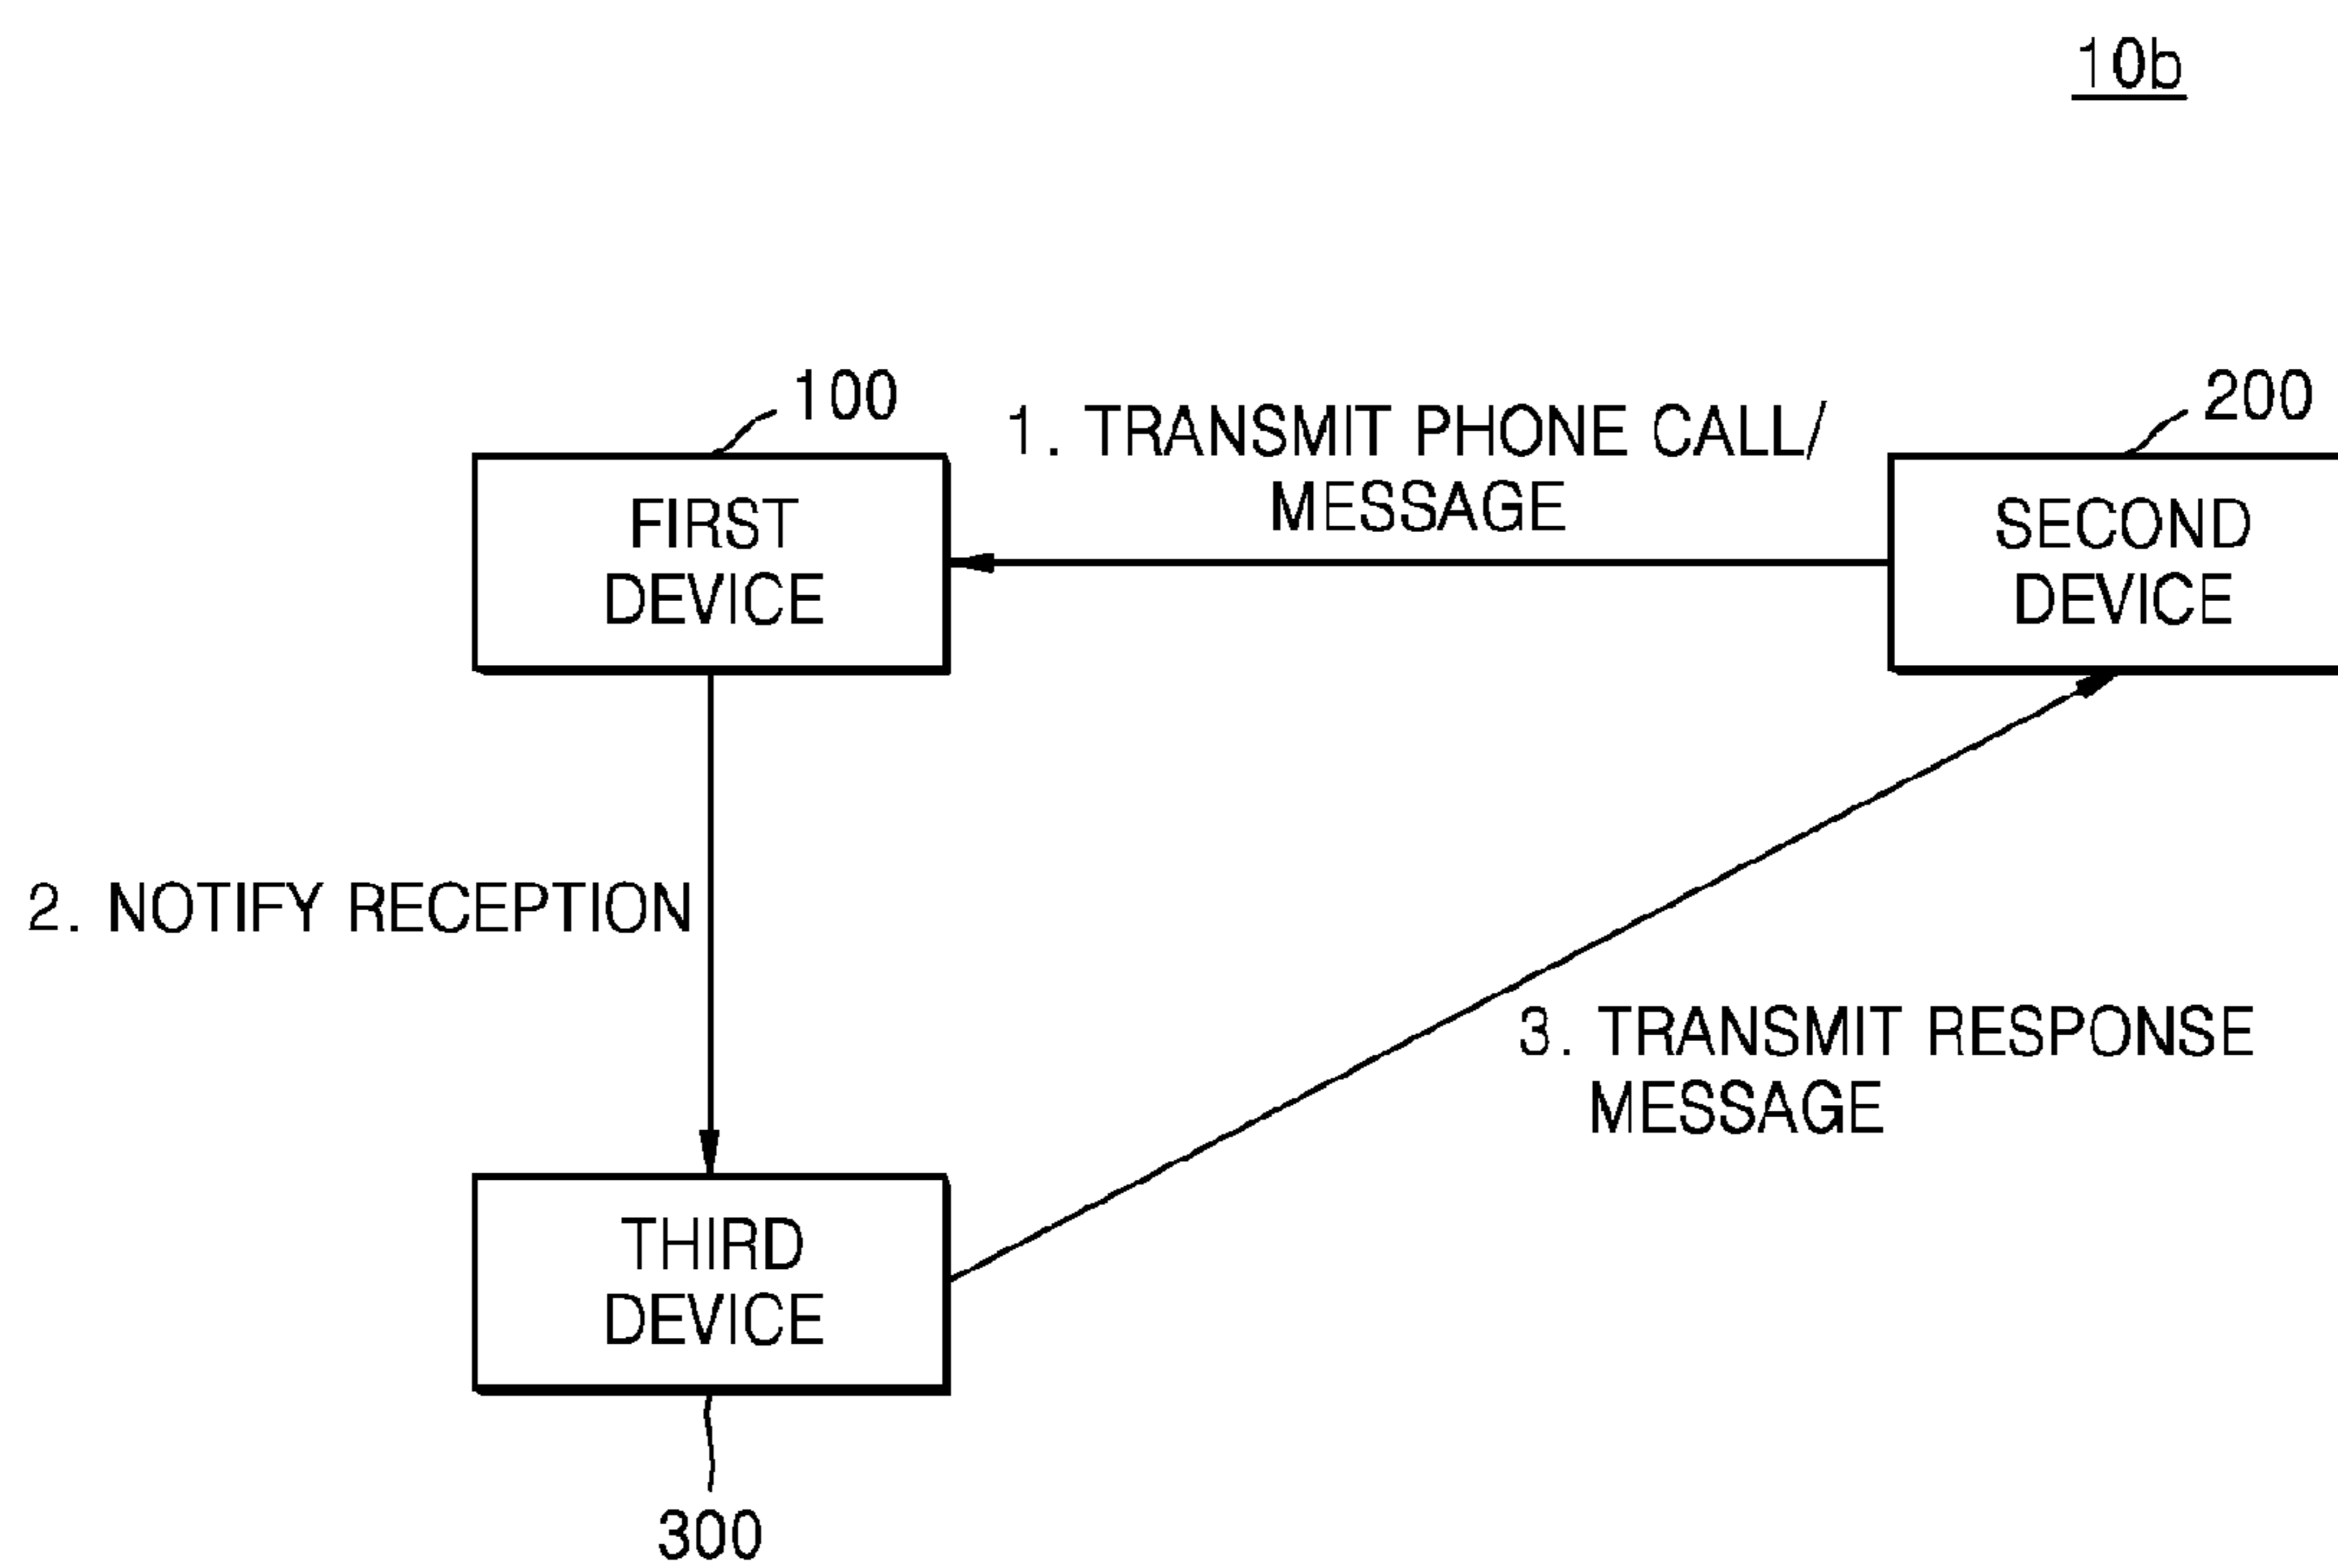 10b
100
1. TRANSMIT PHONE CALL/
MESSAGE
200
FIRST
DEVICE
SECOND
DEVICE
2. NOTIFY RECEPTION
3. TRANSMIT RESPONSE
MESSAGE
THIRD
DEVICE
300